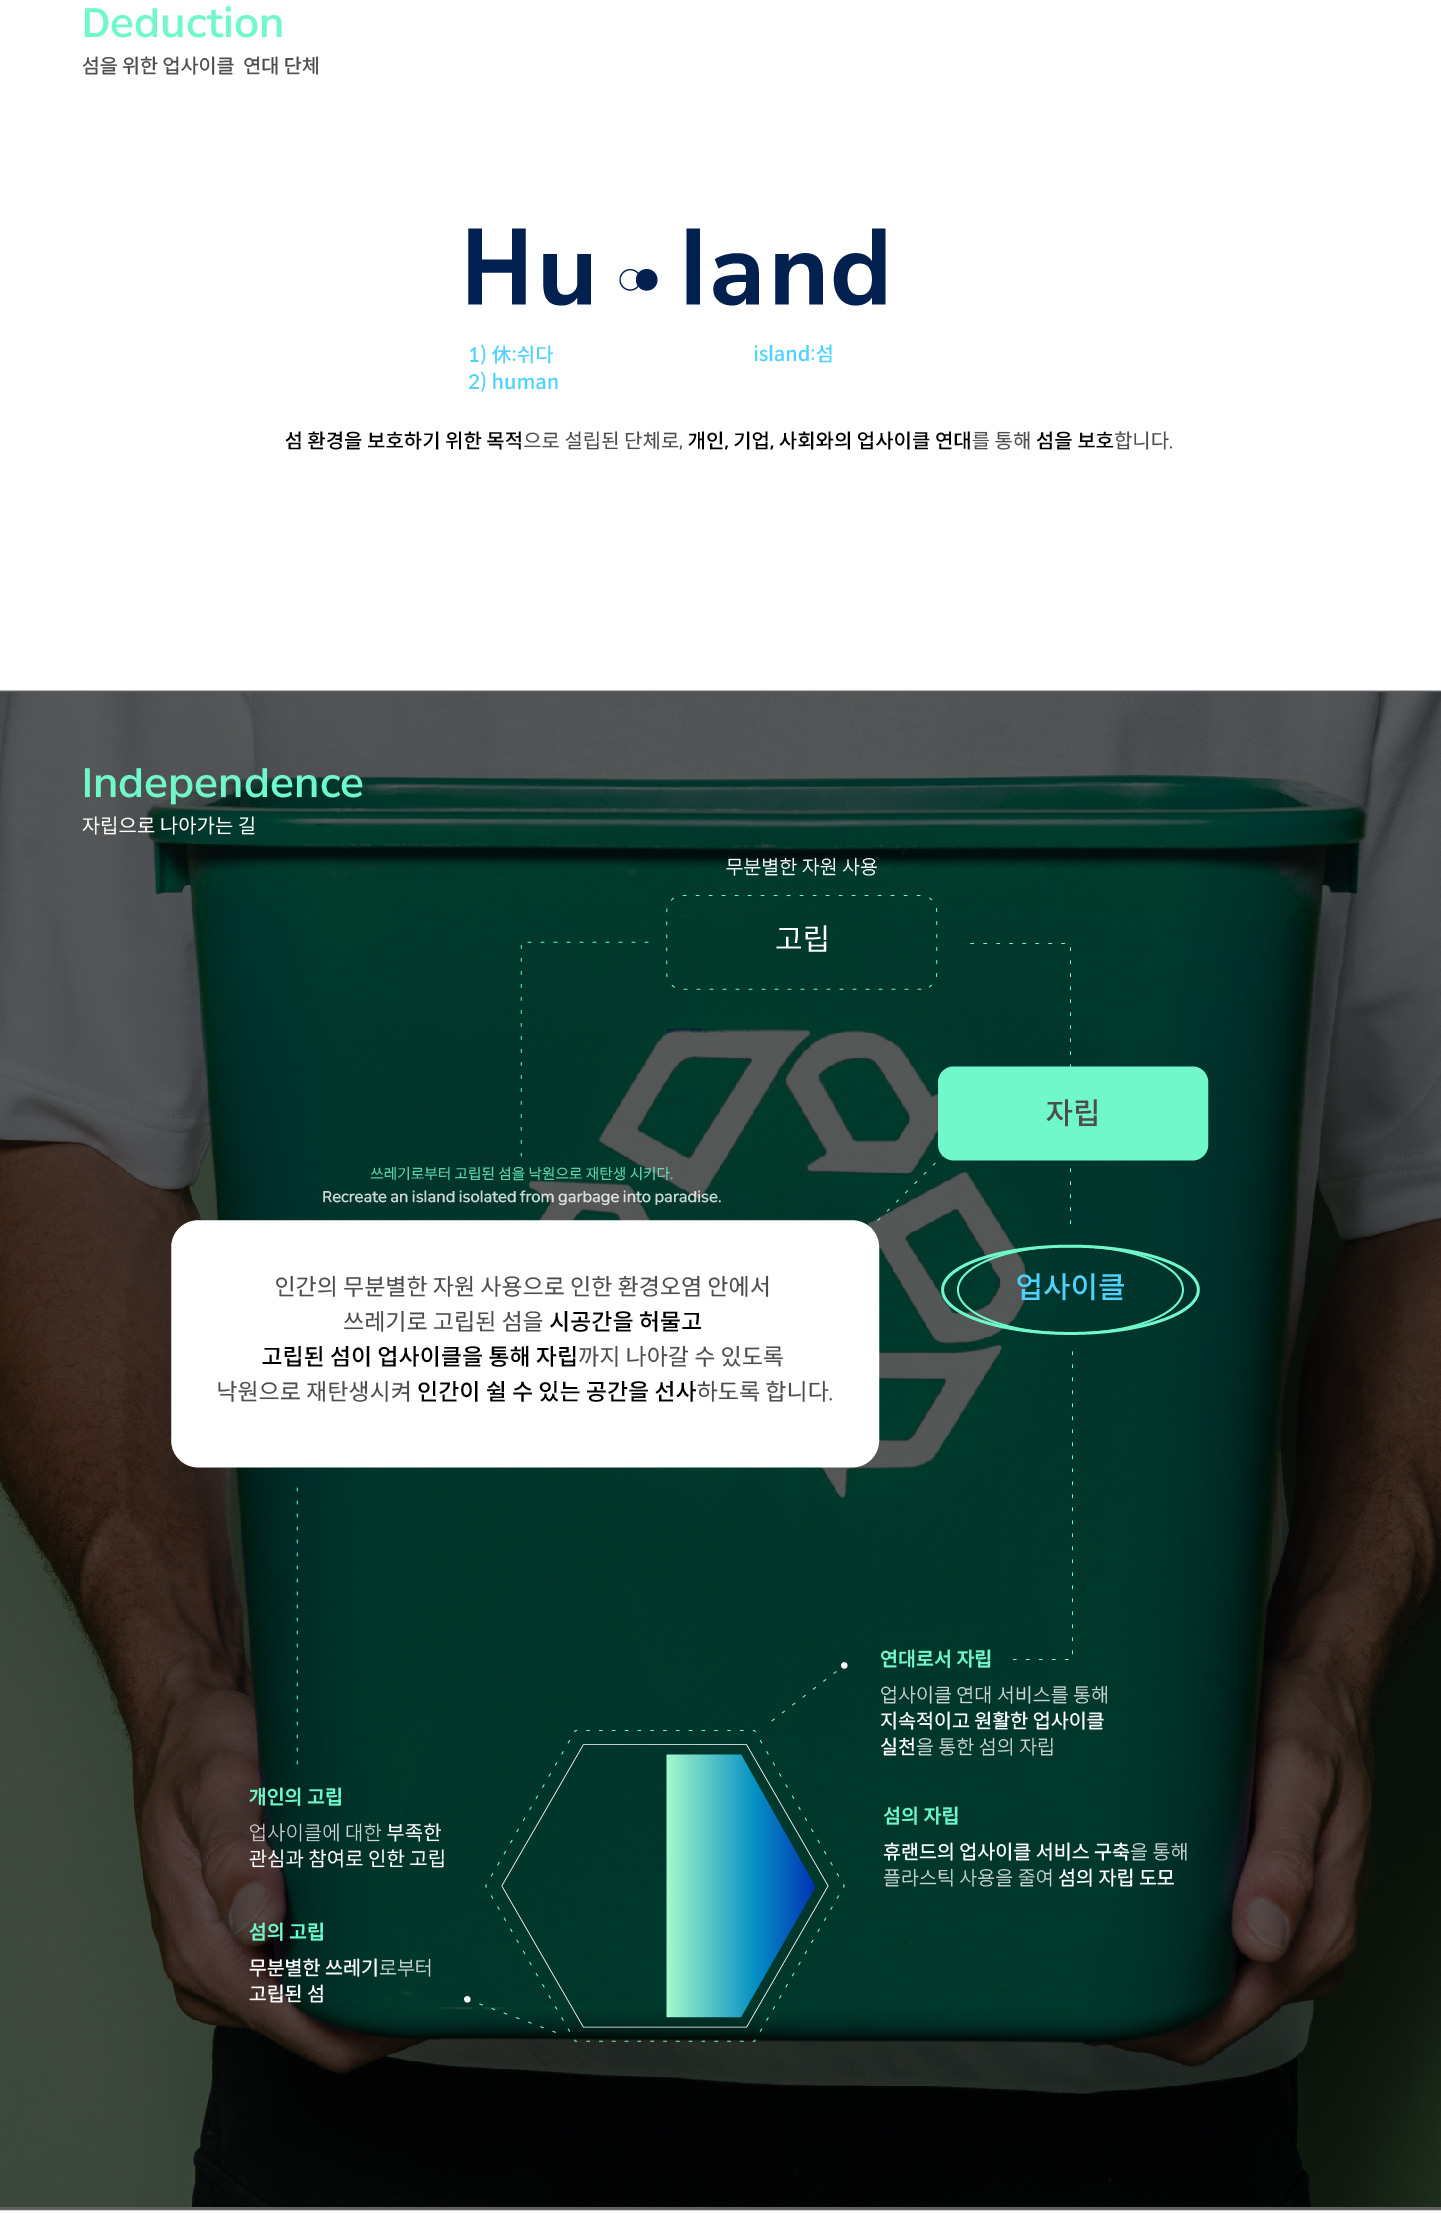 Deduction
섬을 위한 업사이클 연대 단체
Hu land
1) 休:쉬다
2) human
island:섬
섬 환경을 보호하기 위한 목적으로 설립된 단체로, 개인, 기업, 사회와의 업사이클 연대를 통해 섬을 보호합니다.
Independence
자립으로 나아가는 길
무분별한 자원 사용
고립
자립
쓰레기로부터 고립된 섬을 낙원으로 재탄생 시키다.
Recreate an island isolated from garbage into paradise.
인간의 무분별한 자원 사용으로 인한 환경오염 안에서
쓰레기로 고립된 섬을 시공간을 허물고
고립된 섬이 업사이클을 통해 자립까지 나아갈 수 있도록
낙원으로 재탄생시켜 인간이 쉴 수 있는 공간을 선사하도록 합니다.
업사이클
연대로서 자립
업사이클 연대 서비스를 통해
지속적이고 원활한 업사이클
실천을 통한 섬의 자립
개인의 고립
업사이클에 대한 부족한
관심과 참여로 인한 고립
섬의 자립
휴랜드의 업사이클 서비스 구축을 통해
플라스틱 사용을 줄여 섬의 자립 도모
섬의 고립
무분별한 쓰레기로부터
고립된 섬